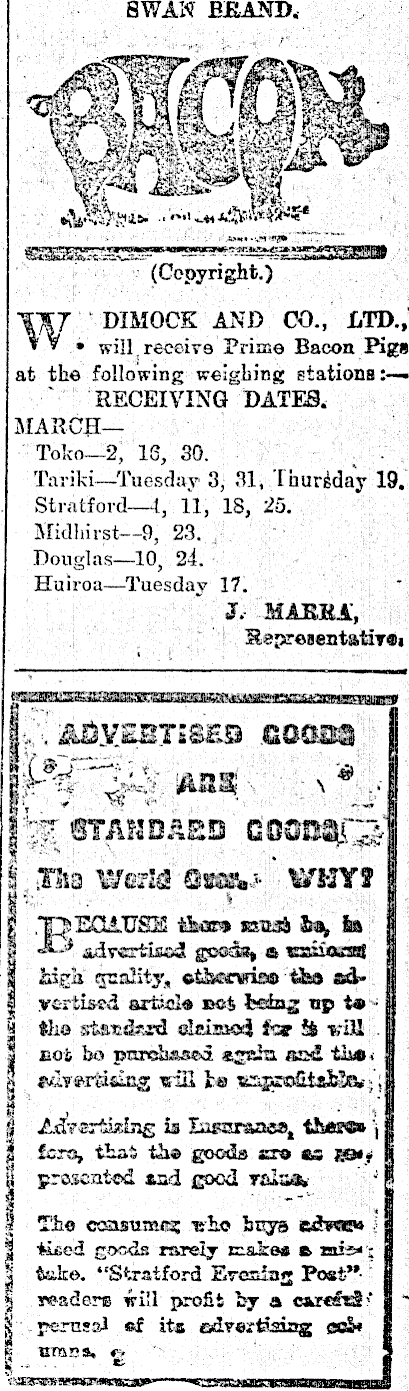 SWAN BRAND.
BACON
(Copyright.)
W. DIMOCK AND CO., LTD.,
will receive Prime Bacon Pigs
at the following weighing stations:—
RECEIVING DATES.
MARCH—
Toko—2, 16, 30.
Tariki—Tuesday 3, 31, Thursday 19.
Stratford—4, 11, 18, 25.
Midhirst—9, 23.
Douglas—10, 24.
Huiroa—Tuesday 17.
J. MARRA,
Representative.
ADVERTISED GOODS
ARE
STANDARD GOODS
The World Over. WHY?
BECAUSE there must be, in
advertised goods, a uniform
high quality, otherwise the ad-
vertised article not being up to
the standard claimed for it will
not be purchased again and the
advertising will be unprofitable.
Advertising is Insurance, there-
fore, that the goods are as re-
presented and good value.
The consumer who buys adver-
tised goods rarely makes a mis-
take. "Stratford Evening Post"
readers will profit by a careful
perusal of its advertising col-
umns.